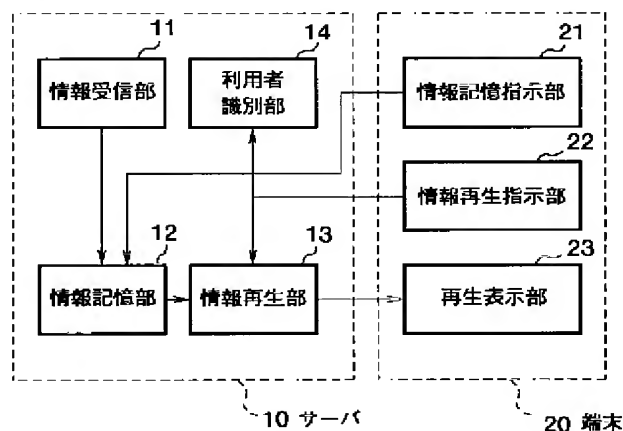 11
情報受信部
14
利用者
識別部
21
情報記憶指示部
22
情報再生指示部
12
情報記憶部
13
情報再生部
23
再生表示部
10 サーバ
20 端末